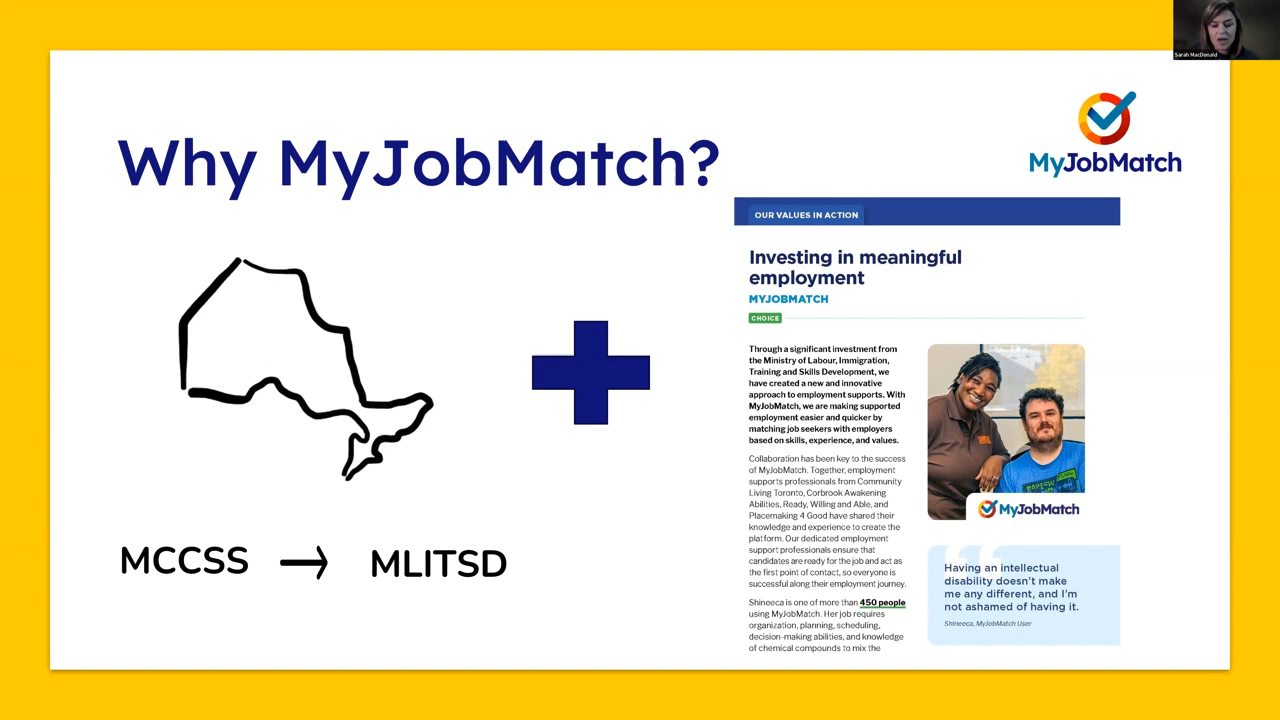 Sarah MacDonald
MyJobMatch
Why MyJobMatch?
MCCSS → MLITSD
OUR VALUES IN ACTION
Investing in meaningful
employment
MYJOBMATCH
CHOICE
Through a significant investment from
the Ministry of Labour, Immigration,
Training and Skills Development, we
have created a new and innovative
approach to employment supports. With
MyJobMatch, we are making supported
employment easier and quicker by
matching job seekers with employers
based on skills, experience, and values.
Collaboration has been key to the success
of MyJobMatch. Together, employment
supports professionals from Community
Living Toronto, Corbrook Awakening
Abilities, Ready, Willing and Able, and
Placemaking 4 Good have shared their
knowledge and experience to create the
platform. Our dedicated employment
support professionals ensure that
candidates are ready for the job and act as
the first point of contact, so everyone is
successful along their employment journey.
Shineeca is one of more than 450 people
using MyJobMatch. Her job requires
organization, planning, scheduling,
decision-making abilities, and knowledge
of chemical compounds to mix the
MyJobMatch
Having an intellectual
disability doesn't make
me any different, and I'm
not ashamed of having it.
Shineeca, MyJobMatch User